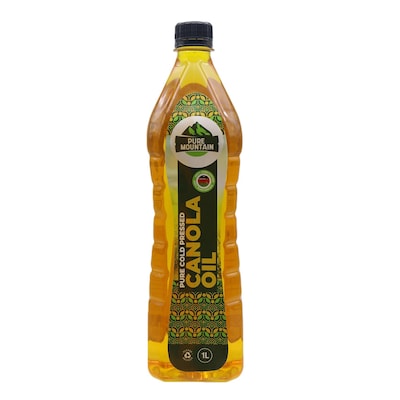 PURE
MOUNTAIN
PURE COLD PRESSED
CANOLA
OIL
1L